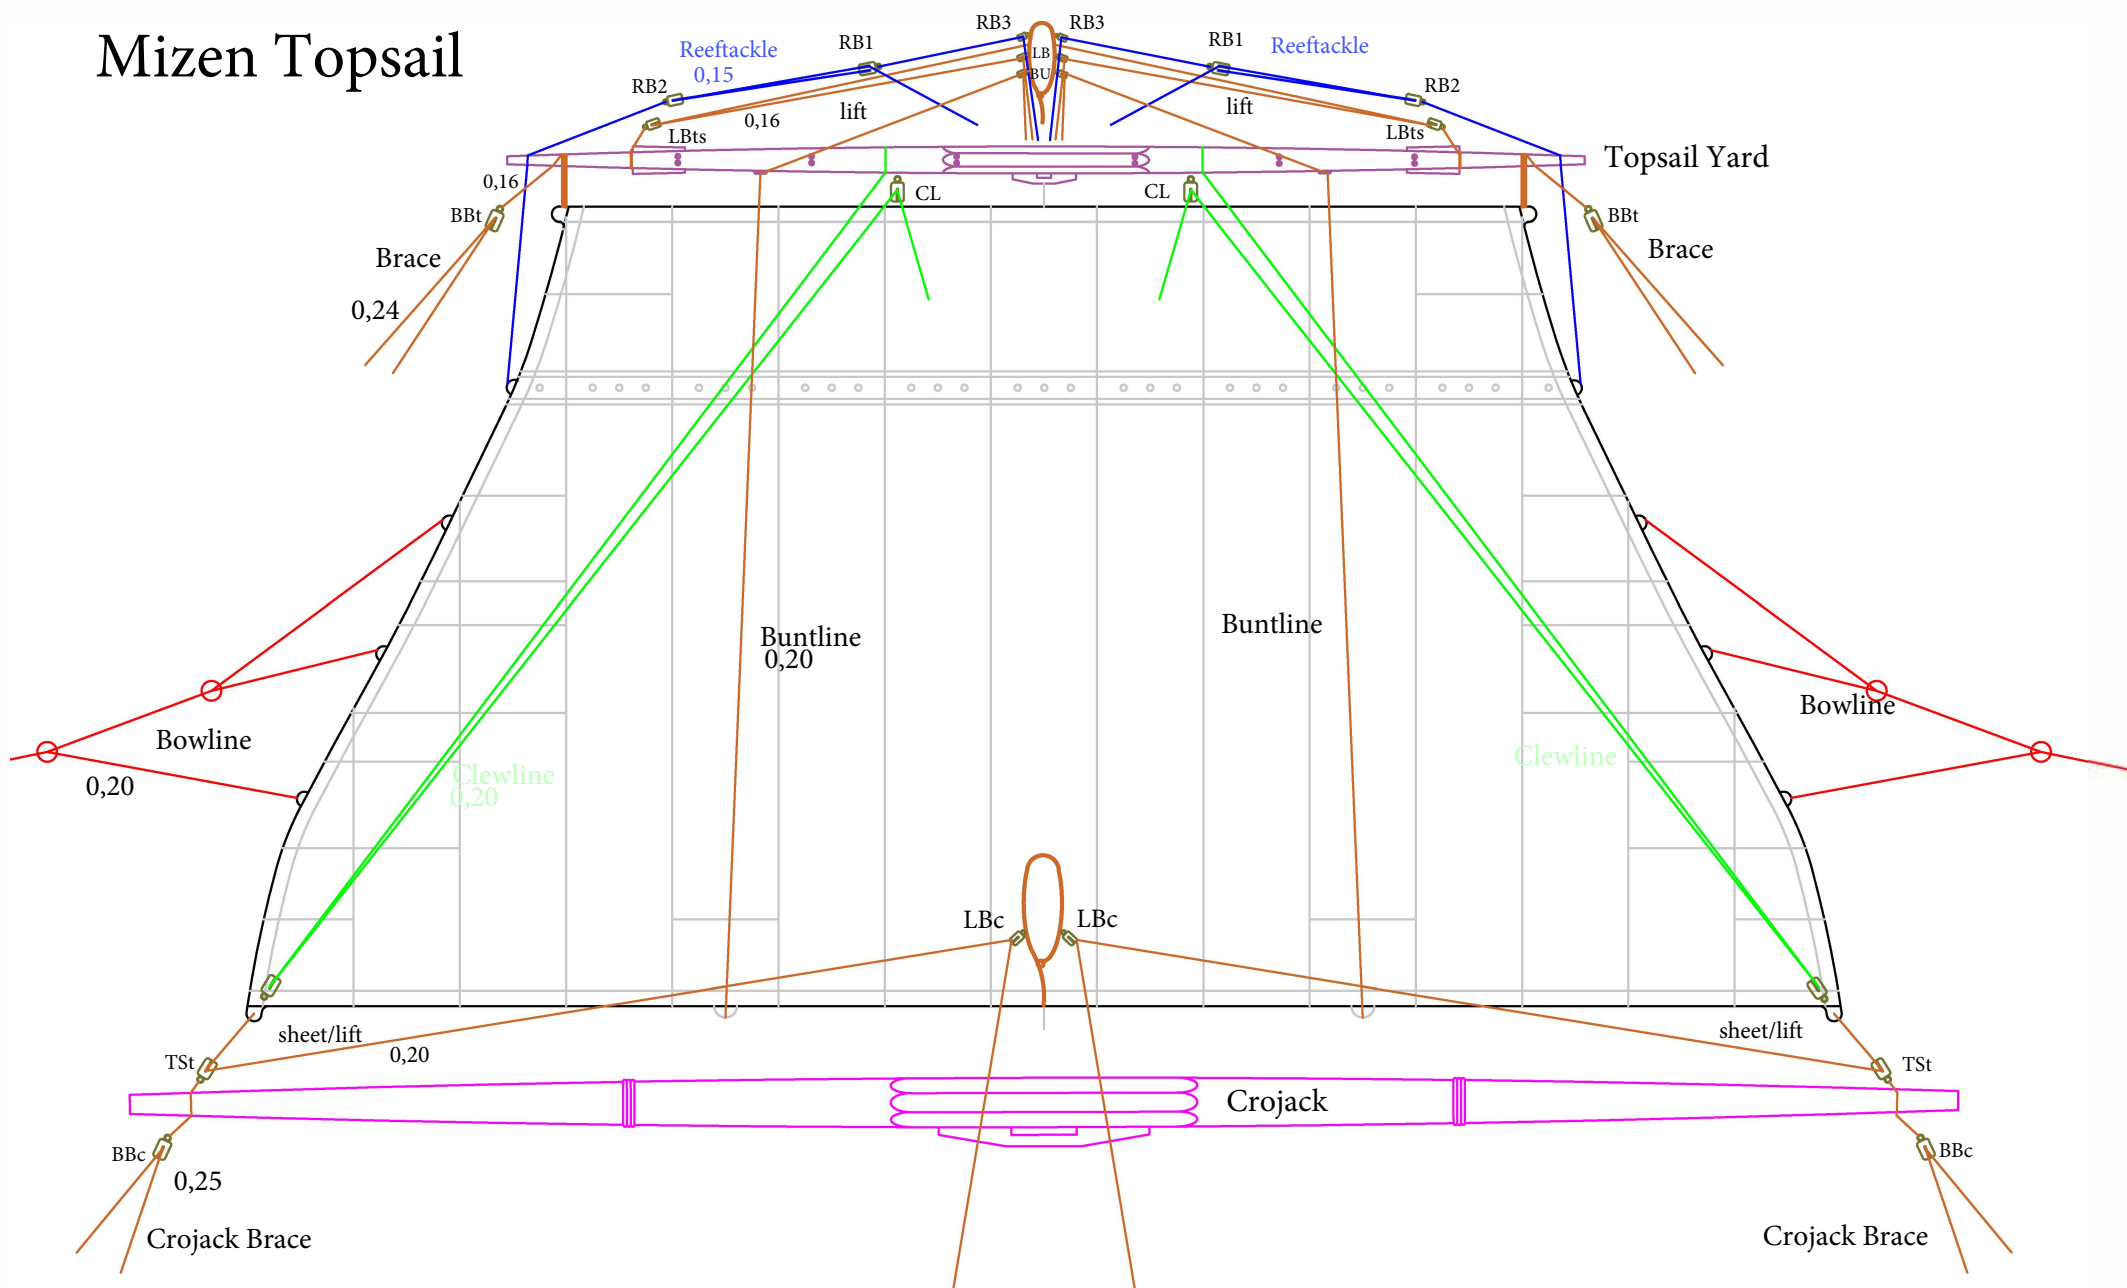 Mizen Topsail
RB3
RB3
RB1
RB1
Reeftackle
0,15
Reeftackle
LB
BU
RB2
RB2
lift
lift
0,16
LBts
LBts
Topsail Yard
0,16
CL
CL
BBt
BBt
Brace
Brace
0,24
Buntline
0,20
Buntline
Bowline
0,20
Bowline
Clewline
0,20
Clewline
LBc
LBc
sheet/lift
0,20
sheet/lift
TSt
TSt
Crojack
BBc
BBc
0,25
Crojack Brace
Crojack Brace